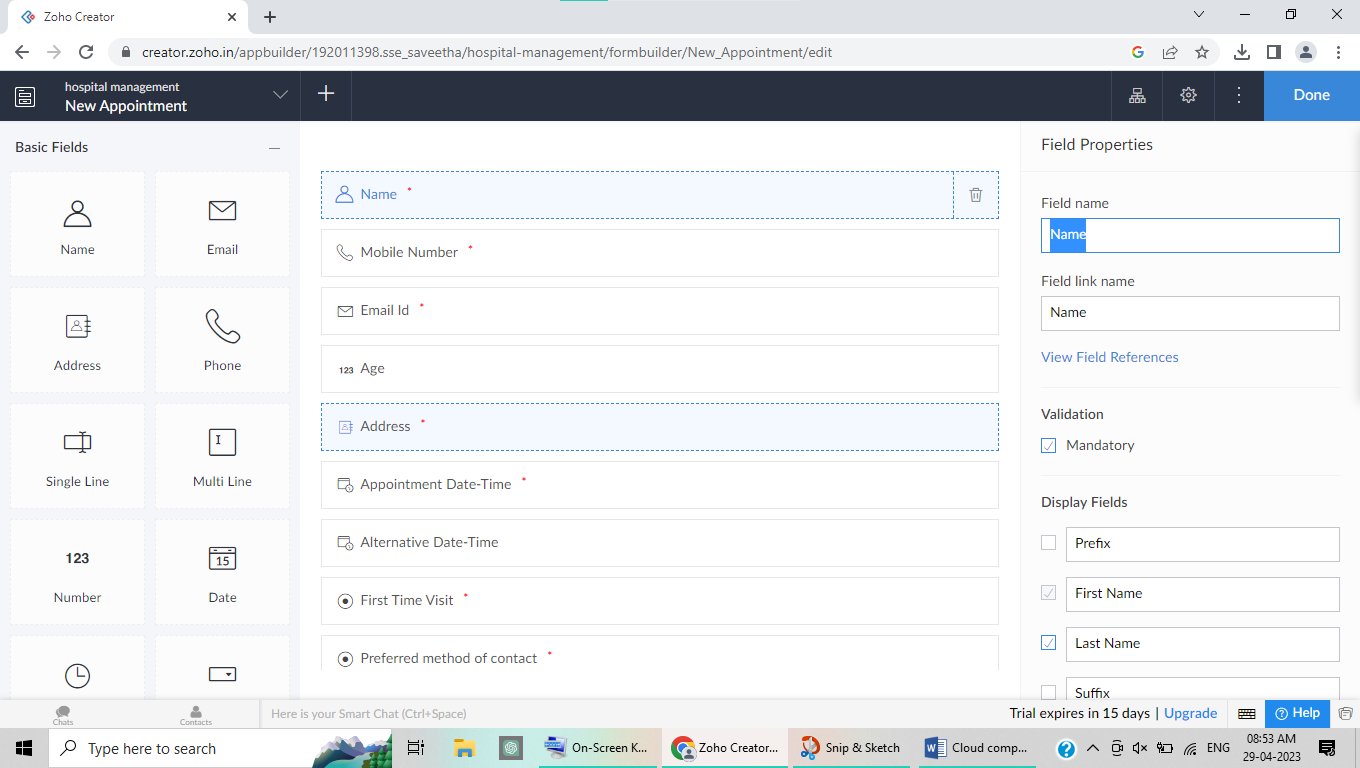 Zoho Creator
creator.zoho.in/appbuilder/192011398.sse_saveetha/hospital-management/formbuilder/New_Appointment/edit
hospital management
New Appointment
Done
Basic Fields
Name
Email
Address
Phone
Single Line
Multi Line
123
Number
15
Date
Name *
Mobile Number *
Email Id *
123 Age
Address *
Appointment Date-Time *
Alternative Date-Time
First Time Visit *
Preferred method of contact *
Field Properties
Field name
Name
Field link name
Name
View Field References
Validation
Mandatory
Display Fields
Prefix
First Name
Last Name
Suffix
Chats
Contacts
Here is your Smart Chat (Ctrl+Space)
Trial expires in 15 days | Upgrade
Help
Type here to search
On-Screen K...
Zoho Creator...
Snip & Sketch
Cloud comp...
ENG
08:53 AM
29-04-2023